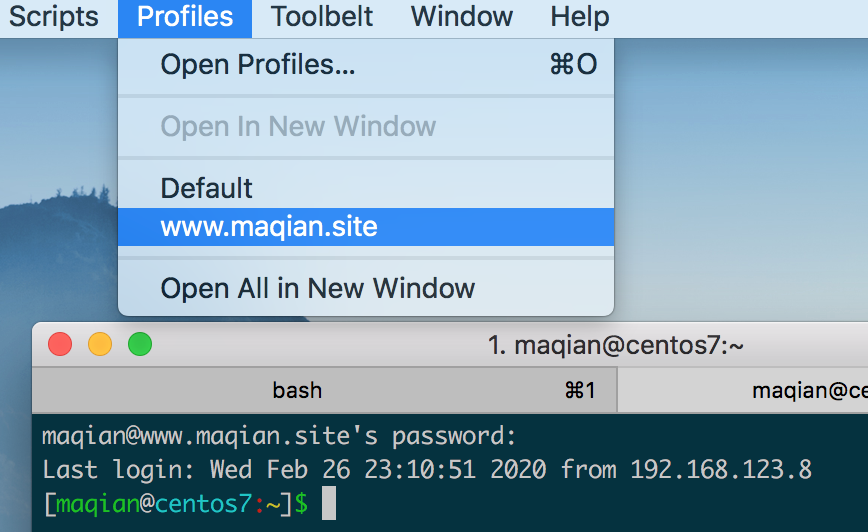 Scripts Profiles Toolbelt Window Help
Open Profiles... ⌘O
Open In New Window
Default
www.maqian.site
Open All in New Window
1. maqian@centos7:~
bash ⌘1 maqian@ce
maqian@www.maqian.site's password:
Last login: Wed Feb 26 23:10:51 2020 from 192.168.123.8
[maqian@centos7:~]$